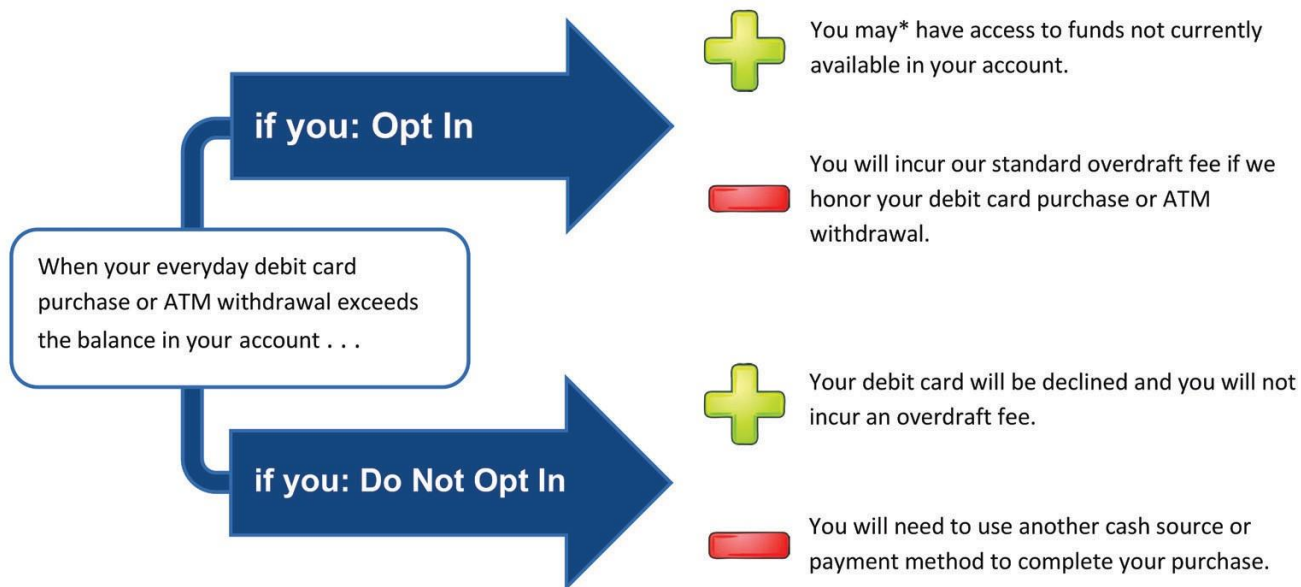 When your everyday debit card
purchase or ATM withdrawal exceeds
the balance in your account . . .
if you: Opt In
You may* have access to funds not currently
available in your account.
You will incur our standard overdraft fee if we
honor your debit card purchase or ATM
withdrawal.
if you: Do Not Opt In
Your debit card will be declined and you will not
incur an overdraft fee.
You will need to use another cash source or
payment method to complete your purchase.